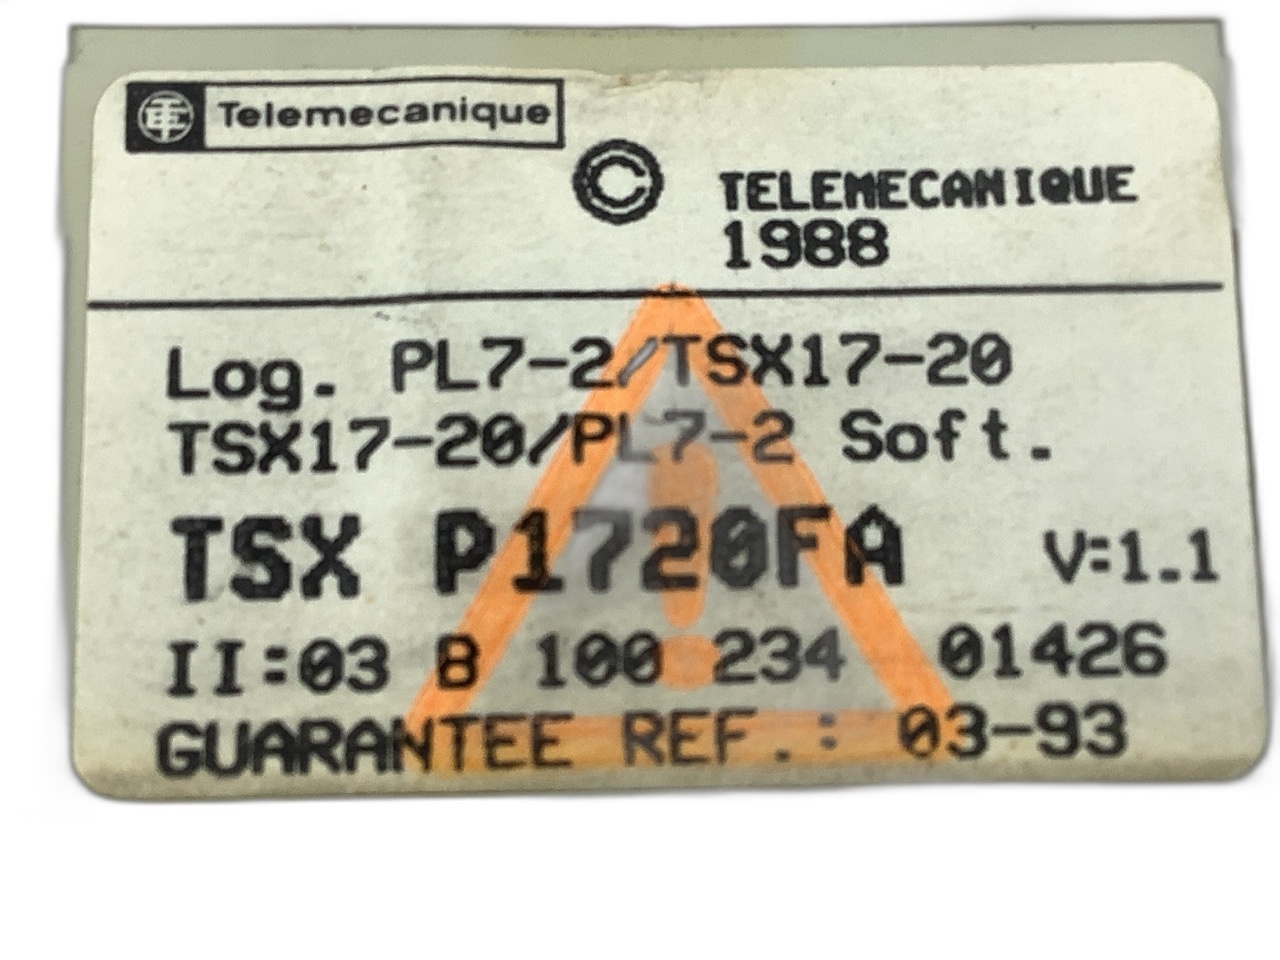 Telemecanique
© TELEMECANIQUE
1988
Log. PL7-2/TSX17-20
TSX17-20/PL7-2 Soft.
TSX P1720FA V:1.1
II:03 B 100 234 01426
GUARANTEE REF.: 03-93